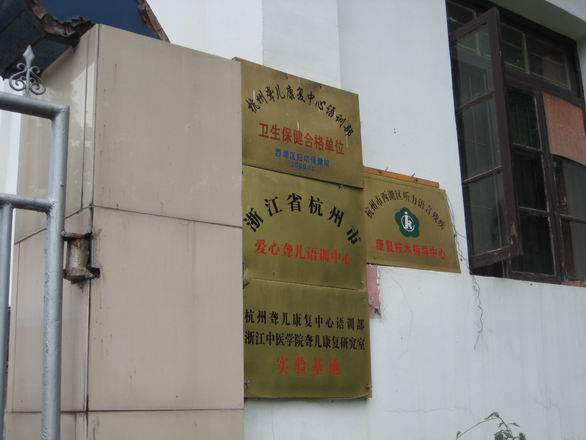 杭州聋儿康复中心语训部
卫生保健合格单位
西湖区妇幼保健院
浙江省杭州市
爱心聋儿语训中心
杭州聋儿康复中心语训部
浙江中医学院聋儿康复研究室
实验基地
杭州市西湖区听力语言残疾
康复技术指导中心